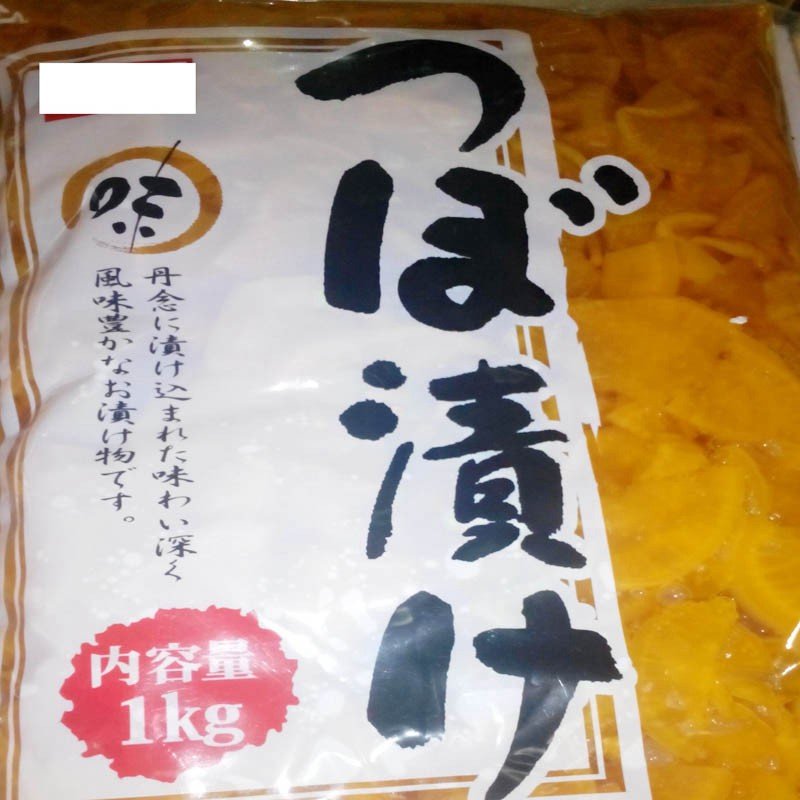 つぼ漬け
味
丹念に漬け込まれた味わい深く
風味豊かなお漬け物です。
内容量
1kg